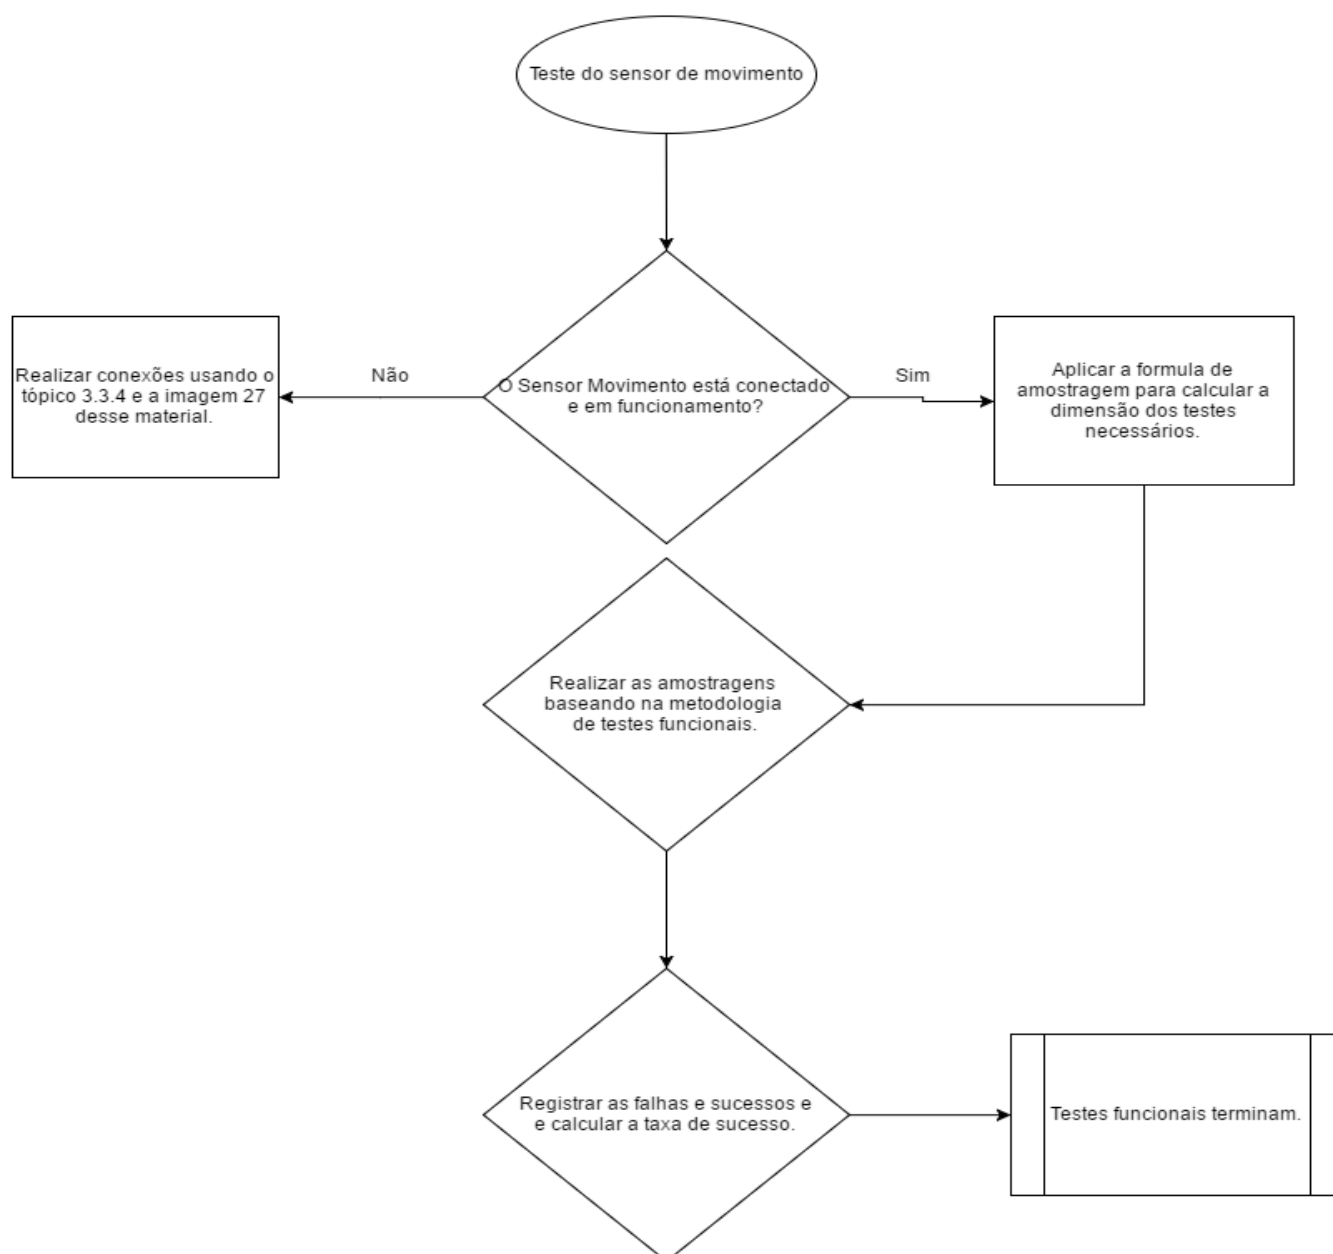 Teste do sensor de movimento
Realizar conexões usando o
tópico 3.3.4 e a imagem 27
desse material.
Não
O Sensor Movimento está conectado
e em funcionamento?
Sim
Aplicar a formula de
amostragem para calcular a
dimensão dos testes
necessários.
Realizar as amostragens
baseando na metodologia
de testes funcionais.
Registrar as falhas e sucessos e
e calcular a taxa de sucesso.
Testes funcionais terminam.